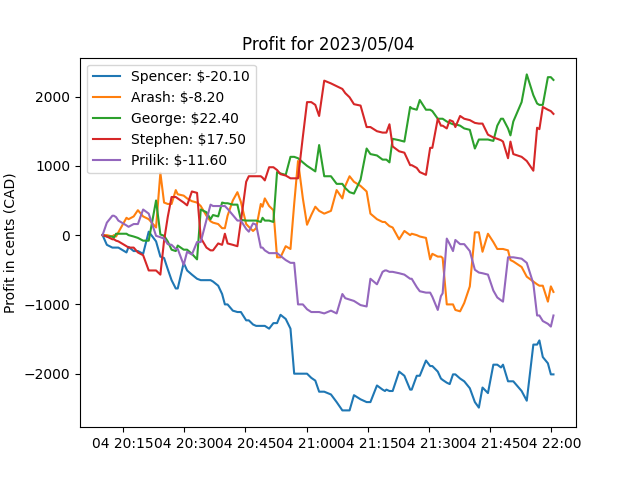 Profit for 2023/05/04
Spencer: $-20.10
Arash: $-8.20
George: $22.40
Stephen: $17.50
Prilik: $-11.60
Profit in cents (CAD)
2000
1000
0
−1000
−2000
04 20:15 04 20:30 04 20:45 04 21:00 04 21:15 04 21:30 04 21:45 04 22:00